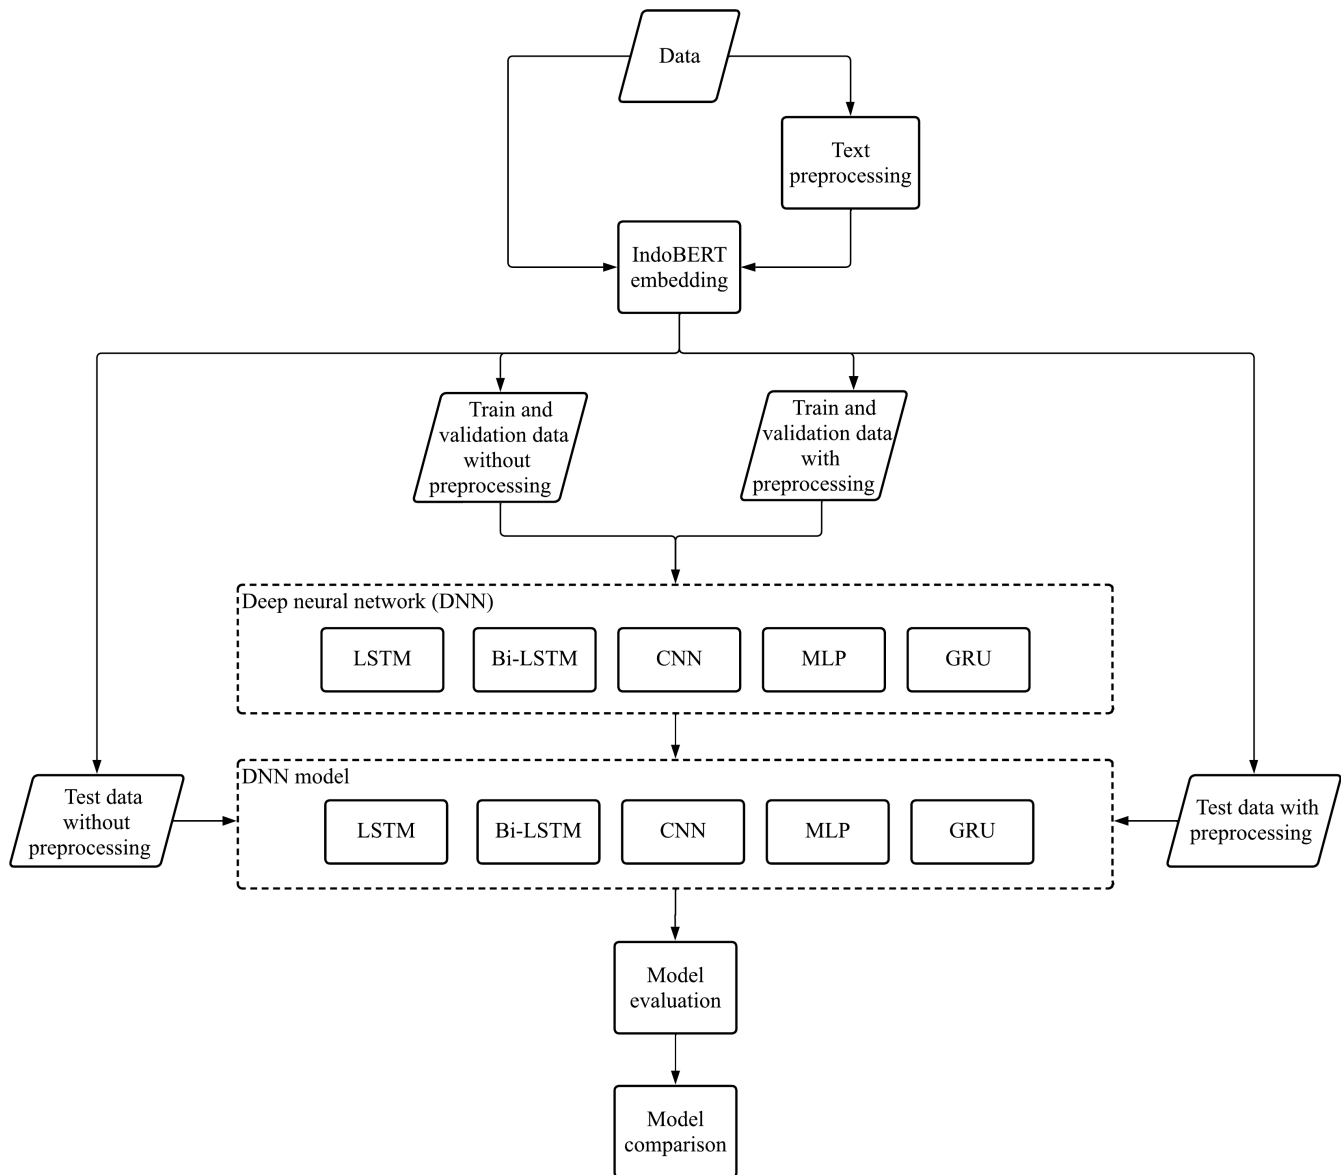 Data
Text
preprocessing
IndoBERT
embedding
Train and
validation data
without
preprocessing
Train and
validation data
with
preprocessing
Deep neural network (DNN)
LSTM
Bi-LSTM
CNN
MLP
GRU
Test data
without
preprocessing
DNN model
LSTM
Bi-LSTM
CNN
MLP
GRU
Test data with
preprocessing
Model
evaluation
Model
comparison